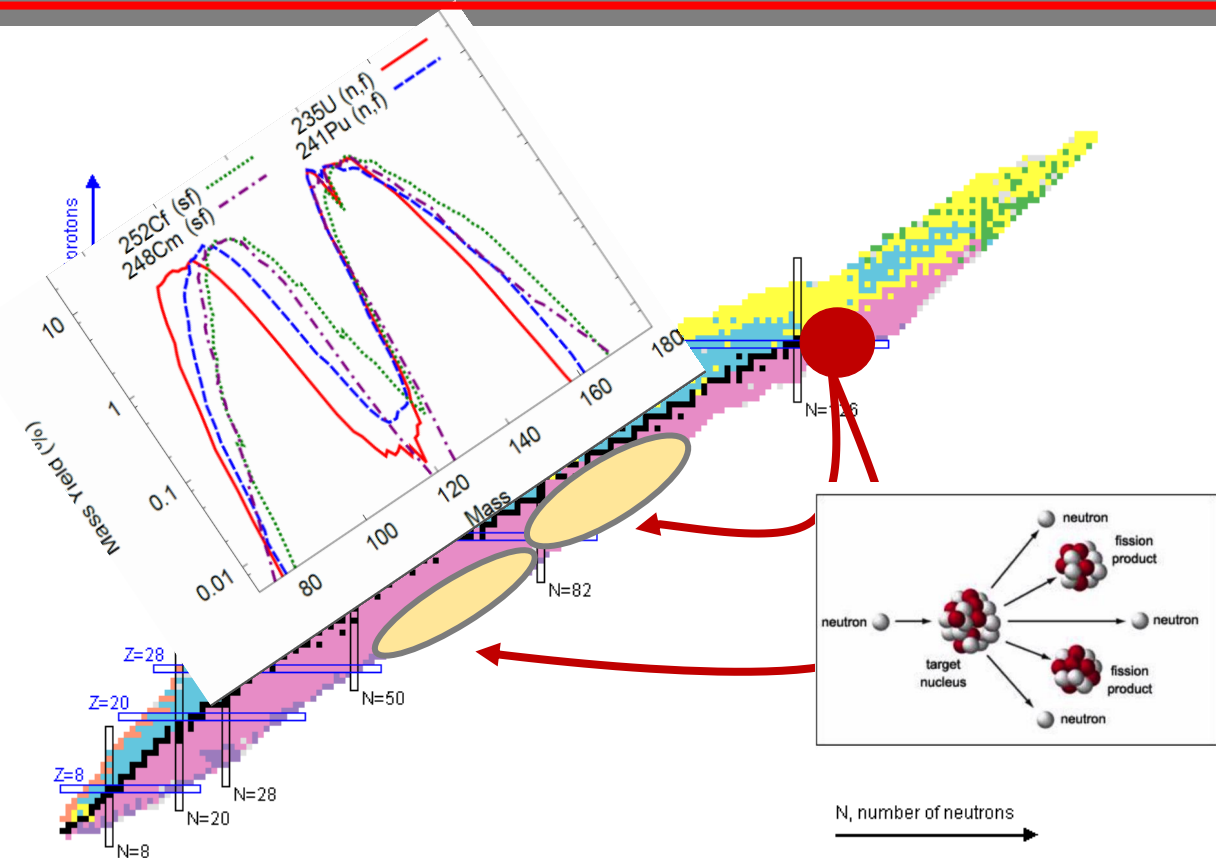 235U (n,f)
241Pu (n,f)
252Cf (sf)
248Cm (sf)
protons
10
1
0.1
0.01
Mass Yield (%)
80
100
120
140
160
180
Mass
N=126
N=82
N=50
N=28
N=20
N=8
Z=28
Z=20
Z=8
neutron
fission
product
neutron
neutron
target
nucleus
fission
product
neutron
N, number of neutrons